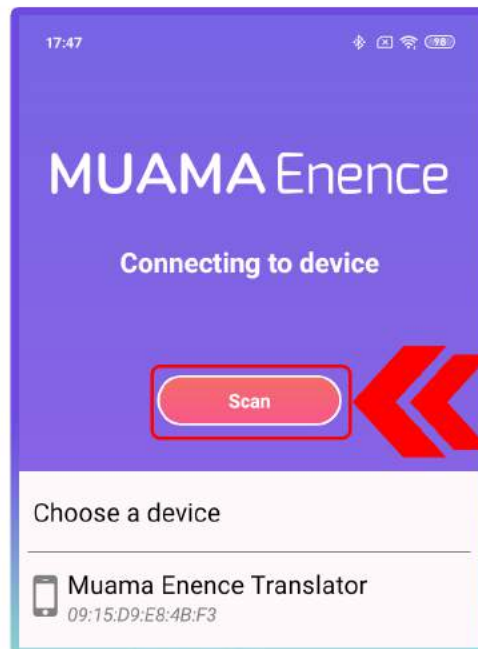 17:47
98
MUAMA Enence
Connecting to device
Scan
Choose a device
Muama Enence Translator
09:15:D9:E8:4B:F3